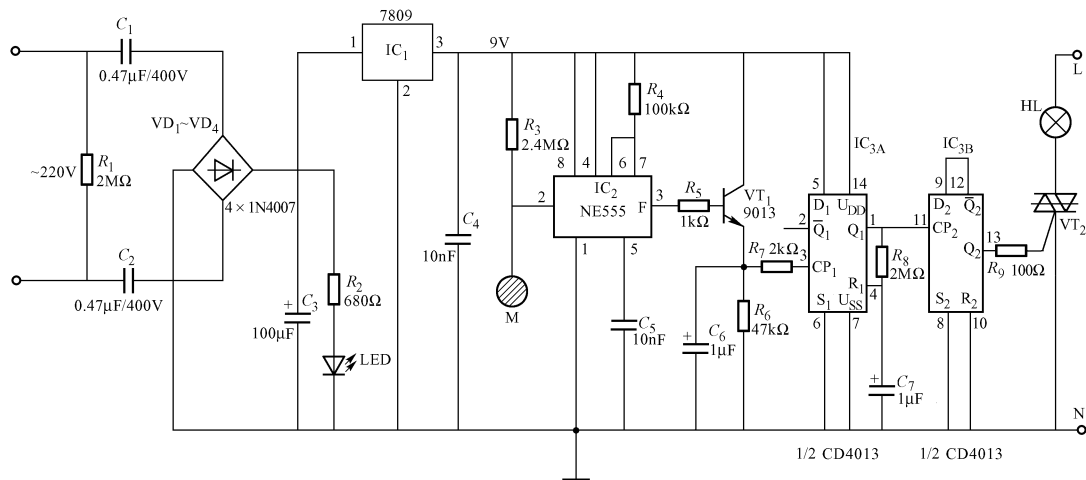 C1
0.47μF/400V
~220V
R1
2MΩ
VD1~VD4
4×1N4007
C2
0.47μF/400V
7809
1
IC1
3
2
9V
+
C3
100μF
R2
680Ω
LED
C4
10nF
R3
2.4MΩ
M
R4
100kΩ
8
4
6
7
IC2
NE555
F
2
3
1
5
C5
10nF
R5
1kΩ
VT1
9013
R7 2kΩ
+
C6
1μF
R6
47kΩ
IC3A
5
14
D1
UDD
2
Q̅1
Q1
1
3
CP1
R1
4
S1
USS
6
7
R8
2MΩ
+
C7
1μF
1/2 CD4013
IC3B
9
12
D2
Q̅2
11
CP2
Q2
13
S2
R2
8
10
R9
100Ω
1/2 CD4013
L
HL
VT2
N